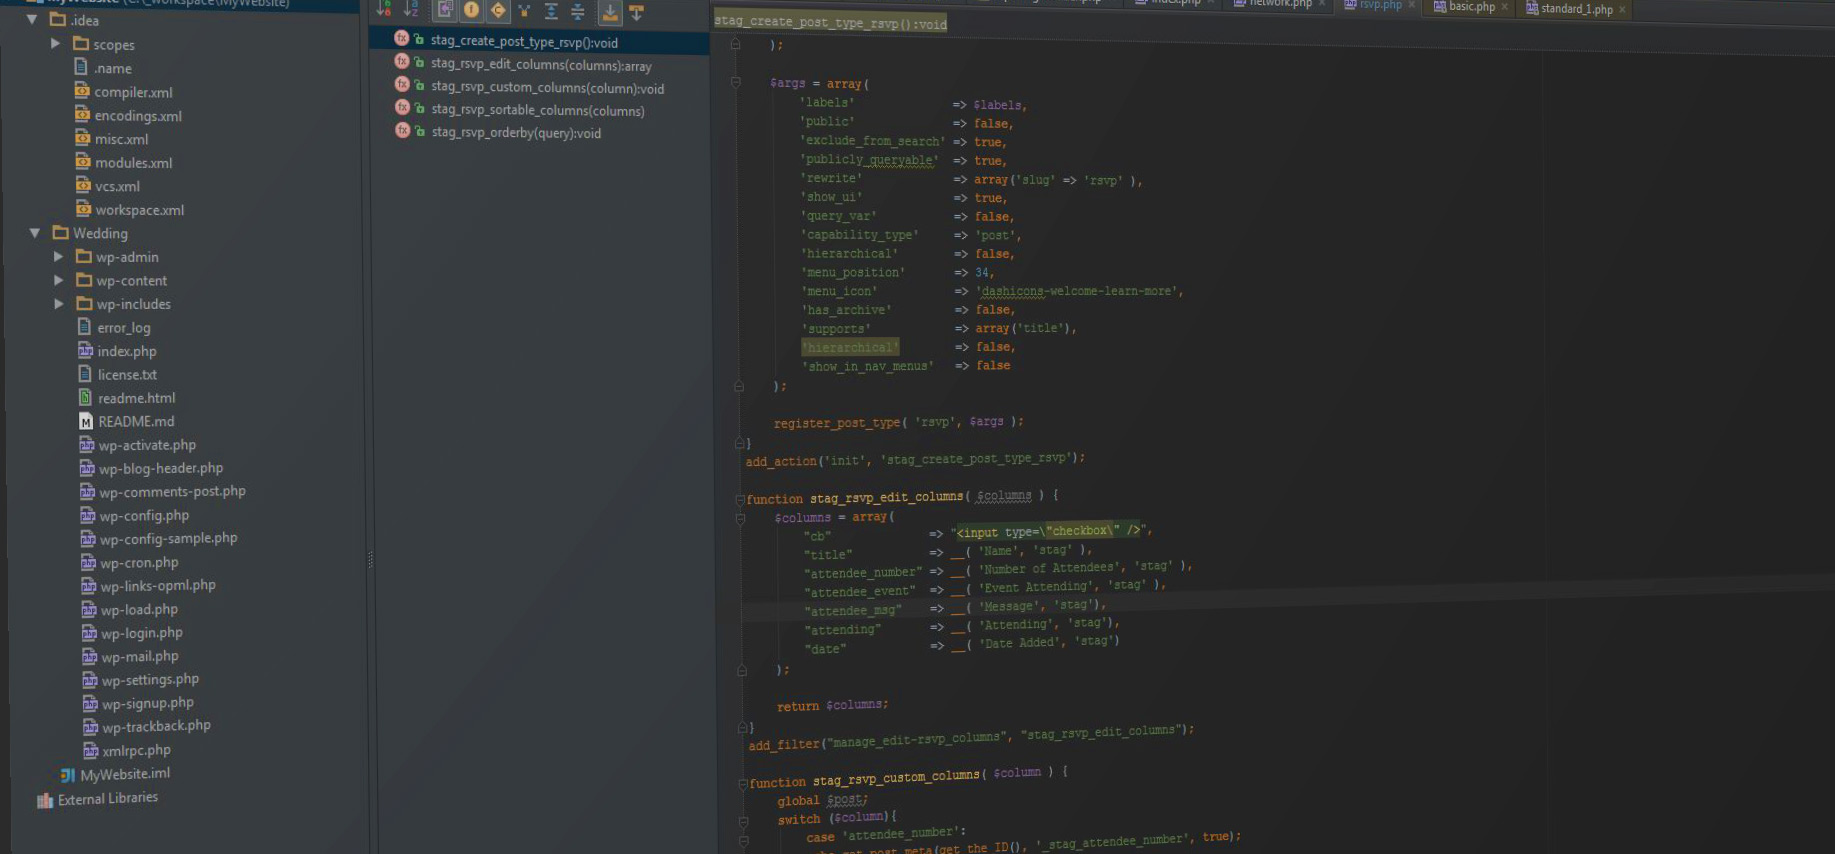 MyWebsite (C:\_workspace\MyWebsite)
.idea
scopes
.name
compiler.xml
encodings.xml
misc.xml
modules.xml
vcs.xml
workspace.xml
Wedding
wp-admin
wp-content
wp-includes
error_log
index.php
license.txt
readme.html
README.md
wp-activate.php
wp-blog-header.php
wp-comments-post.php
wp-config.php
wp-config-sample.php
wp-cron.php
wp-links-opml.php
wp-load.php
wp-login.php
wp-mail.php
wp-settings.php
wp-signup.php
wp-trackback.php
xmlrpc.php
MyWebsite.iml
External Libraries
stag_create_post_type_rsvp():void
stag_rsvp_edit_columns(columns):array
stag_rsvp_custom_columns(column):void
stag_rsvp_sortable_columns(columns)
stag_rsvp_orderby(query):void
index.php network.php rsvp.php basic.php standard_1.php
stag_create_post_type_rsvp():void
);
$args = array(
'labels' => $labels,
'public' => false,
'exclude_from_search' => true,
'publicly_queryable' => true,
'rewrite' => array('slug' => 'rsvp' ),
'show_ui' => true,
'query_var' => false,
'capability_type' => 'post',
'hierarchical' => false,
'menu_position' => 34,
'menu_icon' => 'dashicons-welcome-learn-more',
'has_archive' => false,
'supports' => array('title'),
'hierarchical' => false,
'show_in_nav_menus' => false
);
register_post_type( 'rsvp', $args );
}
add_action('init', 'stag_create_post_type_rsvp');
function stag_rsvp_edit_columns( $columns ) {
$columns = array(
"cb" => "<input type=\"checkbox\" />",
"title" => __( 'Name', 'stag' ),
"attendee_number" => __( 'Number of Attendees', 'stag' ),
"attendee_event" => __( 'Event Attending', 'stag' ),
"attendee_msg" => __( 'Message', 'stag'),
"attending" => __( 'Attending', 'stag'),
"date" => __( 'Date Added', 'stag')
);
return $columns;
}
add_filter("manage_edit-rsvp_columns", "stag_rsvp_edit_columns");
function stag_rsvp_custom_columns( $column ) {
global $post;
switch ($column){
case 'attendee_number':
echo get_post_meta(get_the_ID(), '_stag_attendee_number', true);